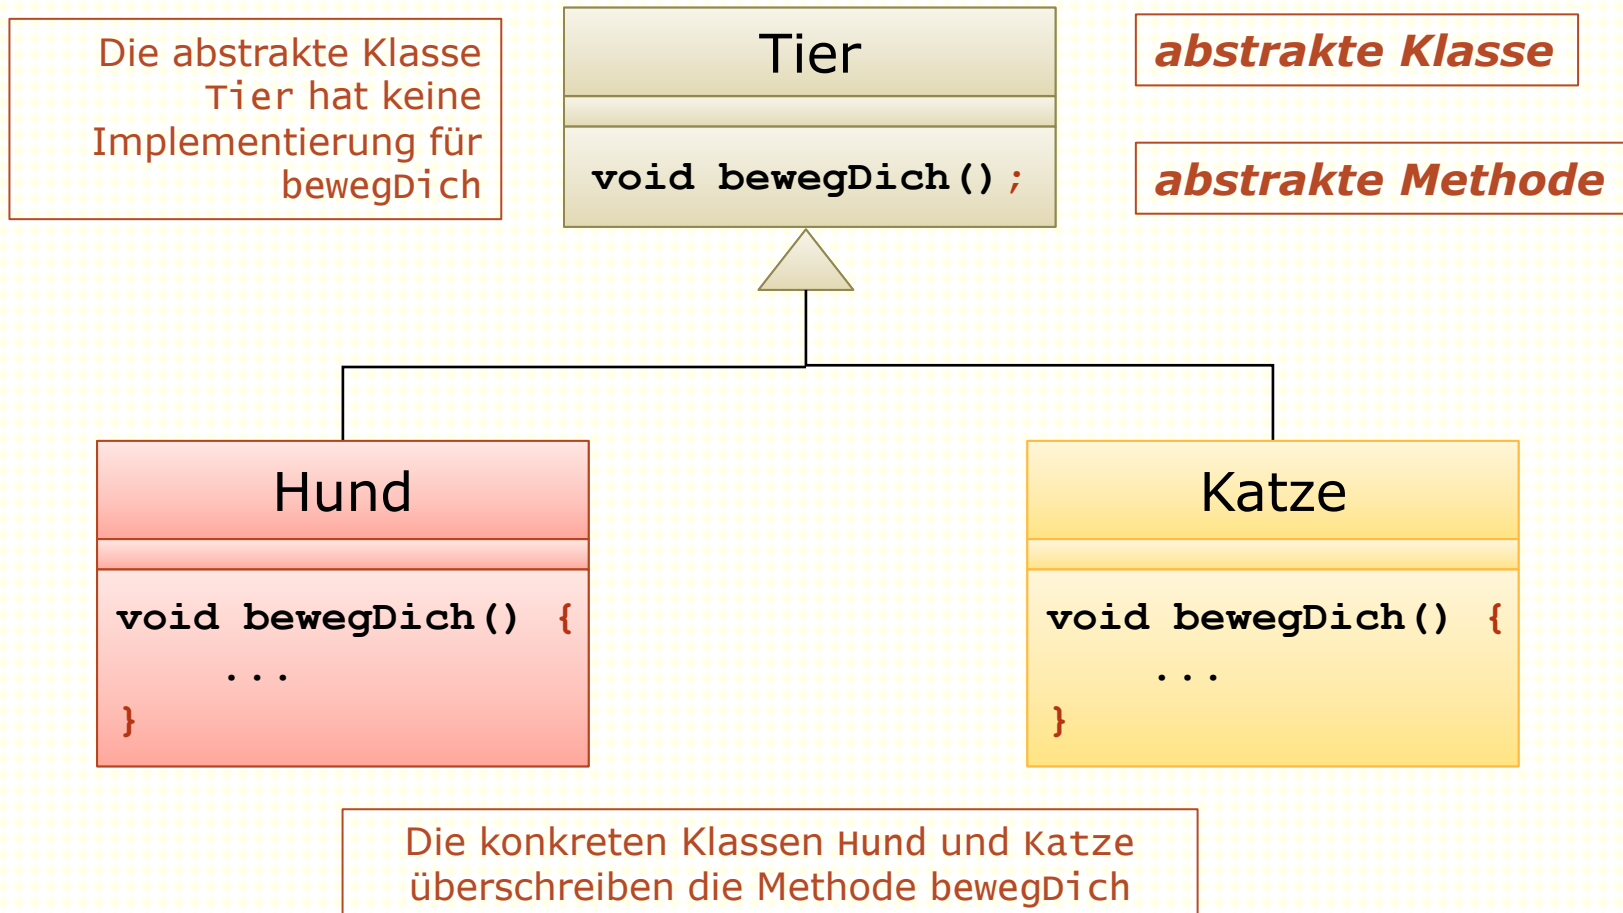 Die abstrakte Klasse
Tier hat keine
Implementierung für
bewegDich
Tier
void bewegDich();
abstrakte Klasse
abstrakte Methode
Hund
void bewegDich() {
...
}
Katze
void bewegDich() {
...
}
Die konkreten Klassen Hund und Katze
überschreiben die Methode bewegDich